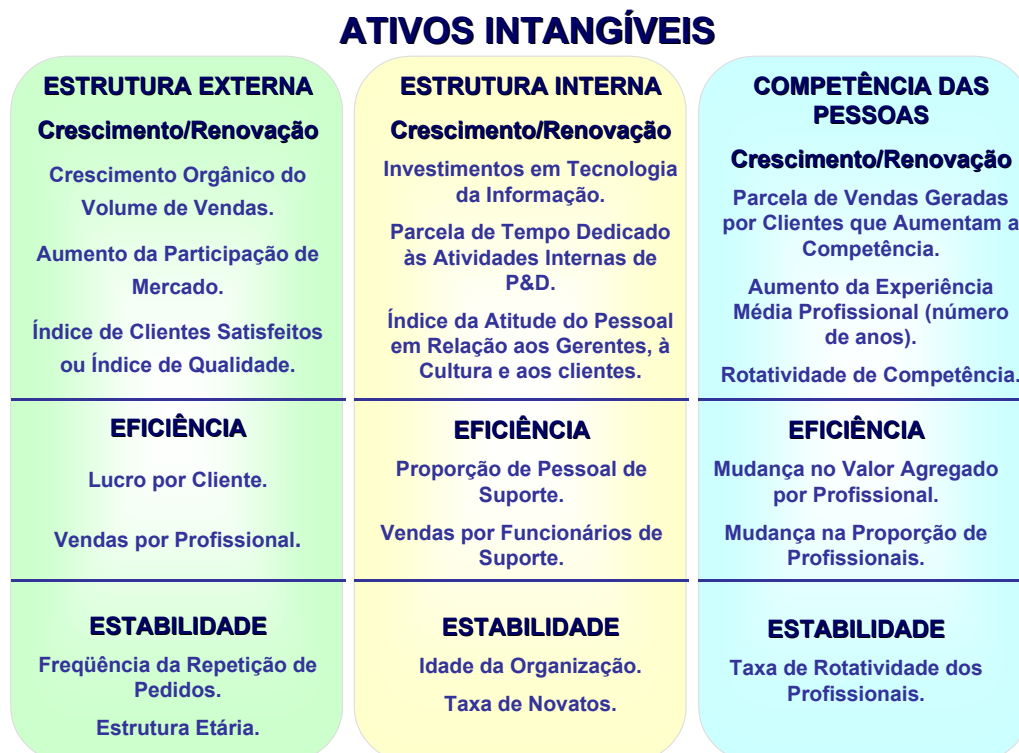 ATIVOS INTANGÍVEIS
ESTRUTURA EXTERNA
Crescimento/Renovação
Crescimento Orgânico do
Volume de Vendas.
Aumento da Participação de
Mercado.
Índice de Clientes Satisfeitos
ou Índice de Qualidade.
EFICIÊNCIA
Lucro por Cliente.
Vendas por Profissional.
ESTABILIDADE
Freqüência da Repetição de
Pedidos.
Estrutura Etária.
ESTRUTURA INTERNA
Crescimento/Renovação
Investimentos em Tecnologia
da Informação.
Parcela de Tempo Dedicado
às Atividades Internas de
P&D.
Índice da Atitude do Pessoal
em Relação aos Gerentes, à
Cultura e aos clientes.
EFICIÊNCIA
Proporção de Pessoal de
Suporte.
Vendas por Funcionários de
Suporte.
ESTABILIDADE
Idade da Organização.
Taxa de Novatos.
COMPETÊNCIA DAS
PESSOAS
Crescimento/Renovação
Parcela de Vendas Geradas
por Clientes que Aumentam a
Competência.
Aumento da Experiência
Média Profissional (número
de anos).
Rotatividade de Competência.
EFICIÊNCIA
Mudança no Valor Agregado
por Profissional.
Mudança na Proporção de
Profissionais.
ESTABILIDADE
Taxa de Rotatividade dos
Profissionais.